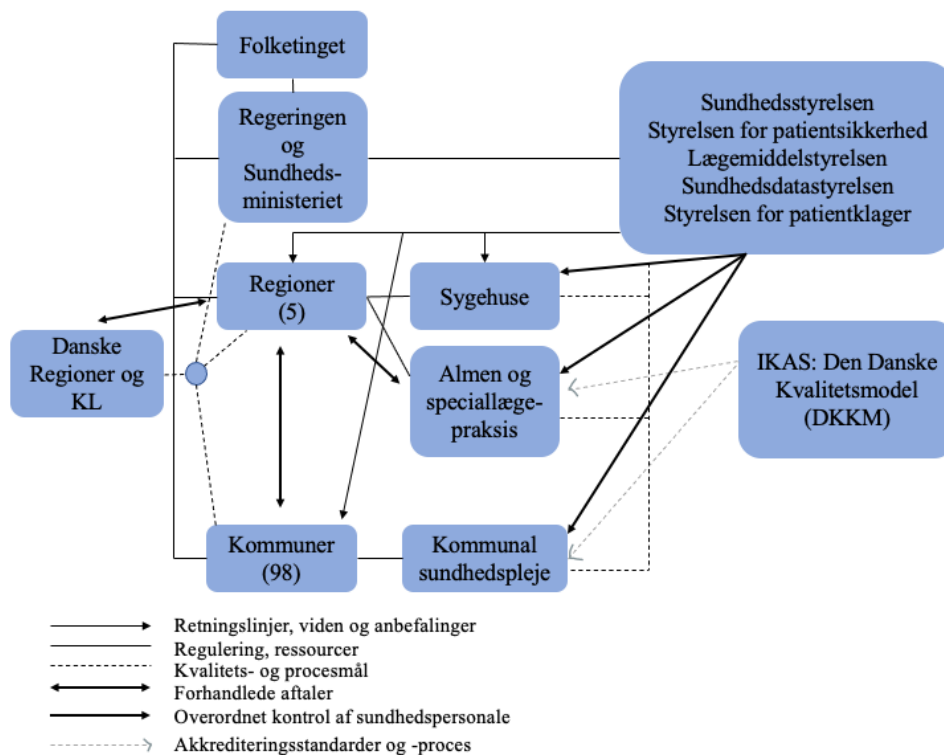 Folketinget
Regeringen
og
Sundheds-
ministeriet
Sundhedsstyrelsen
Styrelsen for patientsikkerhed
Lægemiddelstyrelsen
Sundhedsdatastyrelsen
Styrelsen for patientklager
Regioner
(5)
Sygehuse
Danske
Regioner og
KL
Almen og
speciallæge-
praksis
IKAS: Den Danske
Kvalitetsmodel
(DKKM)
Kommuner
(98)
Kommunal
sundhedspleje
Retningslinjer, viden og anbefalinger
Regulering, ressourcer
Kvalitets- og procesmål
Forhandlede aftaler
Overordnet kontrol af sundhedspersonale
Akkrediteringsstandarder og -proces